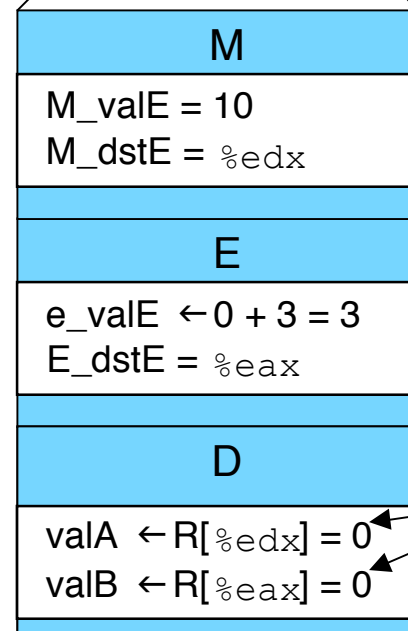 M
M_valE = 10
M_dstE = %edx
E
e_valE ←0 + 3 = 3
E_dstE = %eax
D
valA ←R[%edx] = 0
valB ←R[%eax] = 0